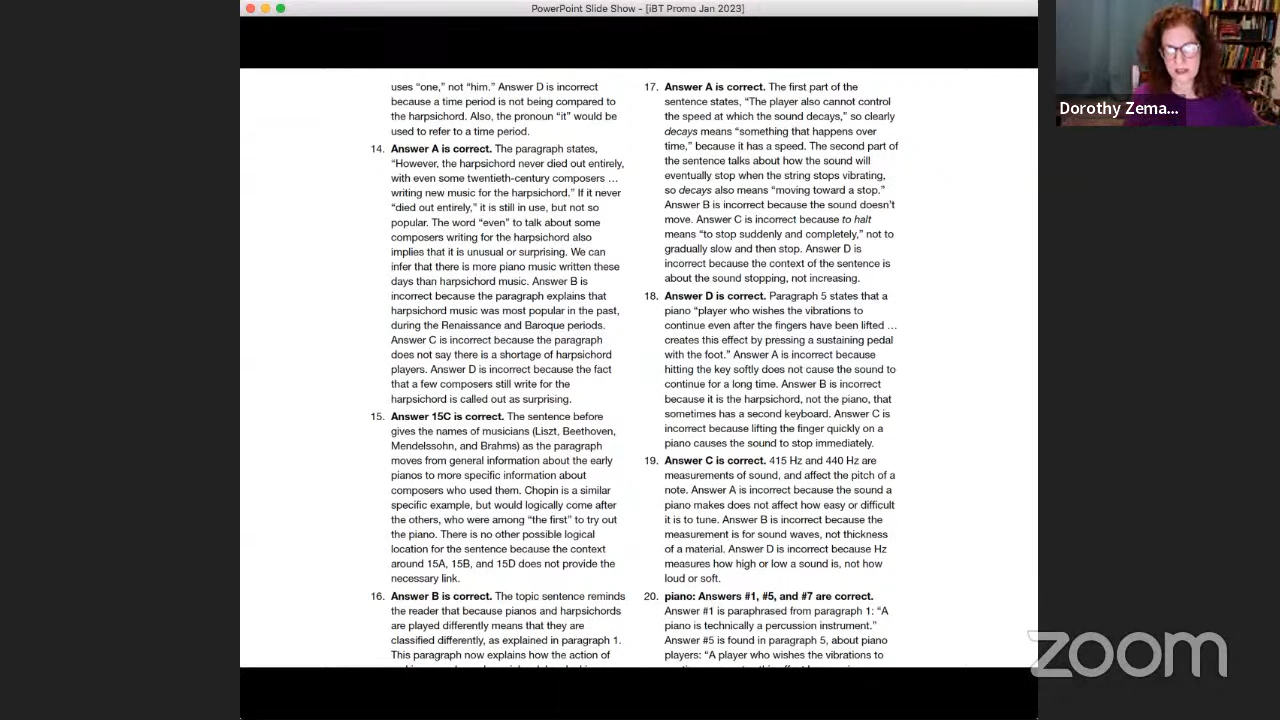 PowerPoint Slide Show - [iBT Promo Jan 2023]
uses “one,” not “him.” Answer D is incorrect
because a time period is not being compared to
the harpsichord. Also, the pronoun “it” would be
used to refer to a time period.
14. Answer A is correct. The paragraph states,
“However, the harpsichord never died out entirely,
with even some twentieth-century composers …
writing new music for the harpsichord.” If it never
“died out entirely,” it is still in use, but not so
popular. The word “even” to talk about some
composers writing for the harpsichord also
implies that it is unusual or surprising. We can
infer that there is more piano music written these
days than harpsichord music. Answer B is
incorrect because the paragraph explains that
harpsichord music was most popular in the past,
during the Renaissance and Baroque periods.
Answer C is incorrect because the paragraph
does not say there is a shortage of harpsichord
players. Answer D is incorrect because the fact
that a few composers still write for the
harpsichord is called out as surprising.
15. Answer 15C is correct. The sentence before
gives the names of musicians (Liszt, Beethoven,
Mendelssohn, and Brahms) as the paragraph
moves from general information about the early
pianos to more specific information about
composers who used them. Chopin is a similar
specific example, but would logically come after
the others, who were among “the first” to try out
the piano. There is no other possible logical
location for the sentence because the context
around 15A, 15B, and 15D does not provide the
necessary link.
16. Answer B is correct. The topic sentence reminds
the reader that because pianos and harpsichords
are played differently means that they are
classified differently, as explained in paragraph 1.
This paragraph now explains how the action of
17. Answer A is correct. The first part of the
sentence states, “The player also cannot control
the speed at which the sound decays,” so clearly
decays means “something that happens over
time,” because it has a speed. The second part of
the sentence talks about how the sound will
eventually stop when the string stops vibrating,
so decays also means “moving toward a stop.”
Answer B is incorrect because the sound doesn’t
move. Answer C is incorrect because to halt
means “to stop suddenly and completely,” not to
gradually slow and then stop. Answer D is
incorrect because the context of the sentence is
about the sound stopping, not increasing.
18. Answer D is correct. Paragraph 5 states that a
piano “player who wishes the vibrations to
continue even after the fingers have been lifted …
creates this effect by pressing a sustaining pedal
with the foot.” Answer A is incorrect because
hitting the key softly does not cause the sound to
continue for a long time. Answer B is incorrect
because it is the harpsichord, not the piano, that
sometimes has a second keyboard. Answer C is
incorrect because lifting the finger quickly on a
piano causes the sound to stop immediately.
19. Answer C is correct. 415 Hz and 440 Hz are
measurements of sound, and affect the pitch of a
note. Answer A is incorrect because the sound a
piano makes does not affect how easy or difficult
it is to tune. Answer B is incorrect because the
measurement is for sound waves, not thickness
of a material. Answer D is incorrect because Hz
measures how high or low a sound is, not how
loud or soft.
20. piano: Answers #1, #5, and #7 are correct.
Answer #1 is paraphrased from paragraph 1: “A
piano is technically a percussion instrument.”
Answer #5 is found in paragraph 5, about piano
players: “A player who wishes the vibrations to
Dorothy Zema...
zoom